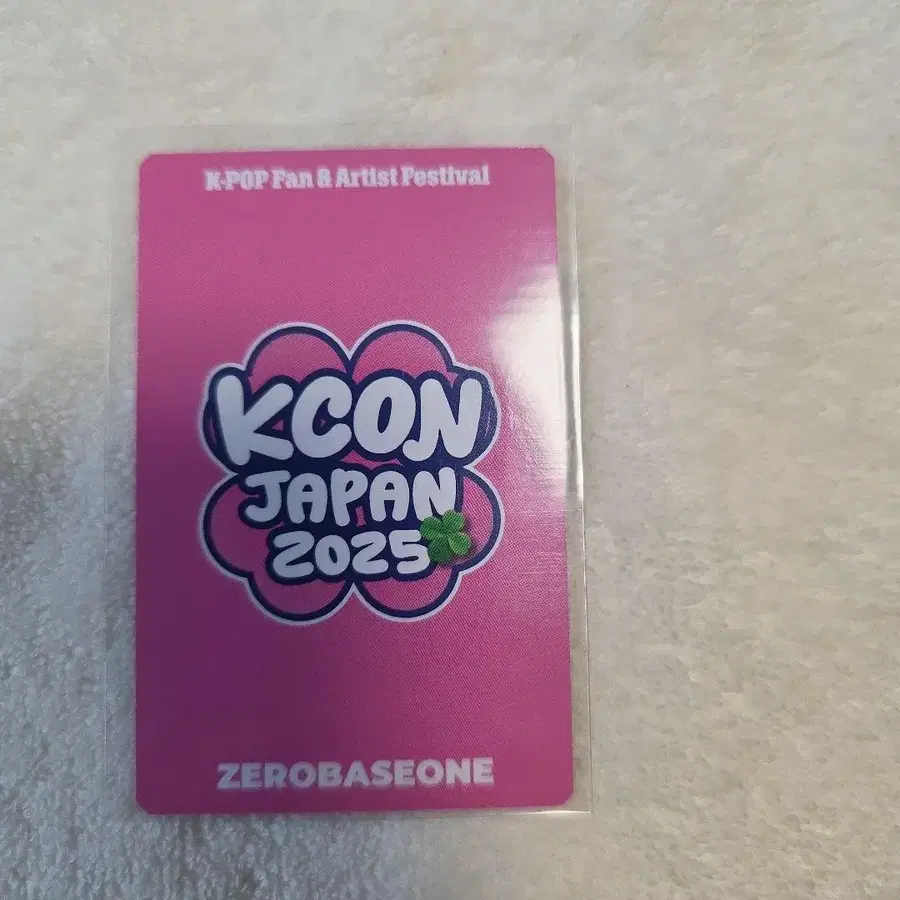 K-POP Fan & Artist Festival
KCON
JAPAN
2025
ZEROBASEONE